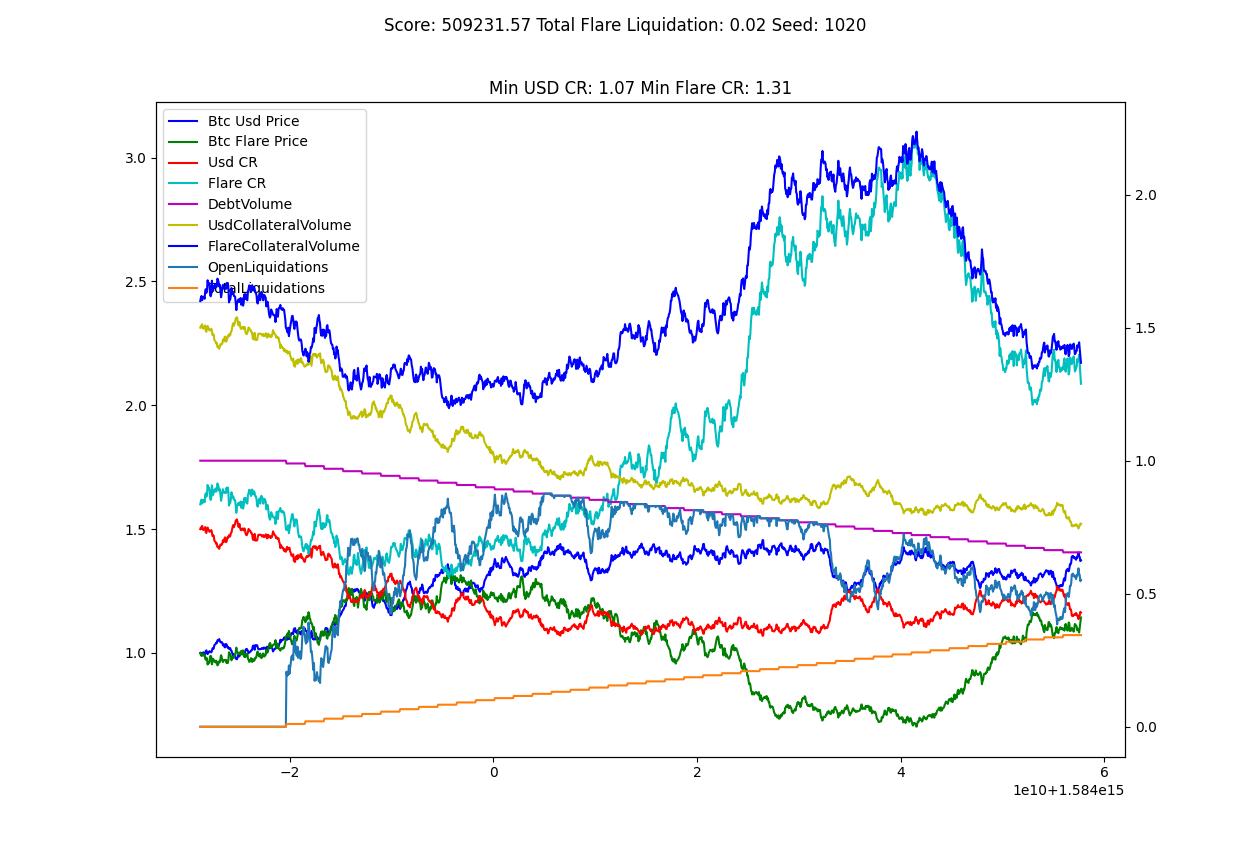 Score: 509231.57 Total Flare Liquidation: 0.02 Seed: 1020
Min USD CR: 1.07 Min Flare CR: 1.31
Btc Usd Price
Btc Flare Price
Usd CR
Flare CR
DebtVolume
UsdCollateralVolume
FlareCollateralVolume
OpenLiquidations
TotalLiquidations
3.0
2.5
2.0
1.5
1.0
2.0
1.5
1.0
0.5
0.0
−2 0 2 4 6
1e10+1.584e15